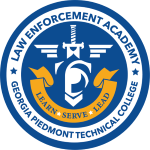 LAW ENFORCEMENT ACADEMY
LEARN • SERVE • LEAD
GEORGIA PIEDMONT TECHNICAL COLLEGE